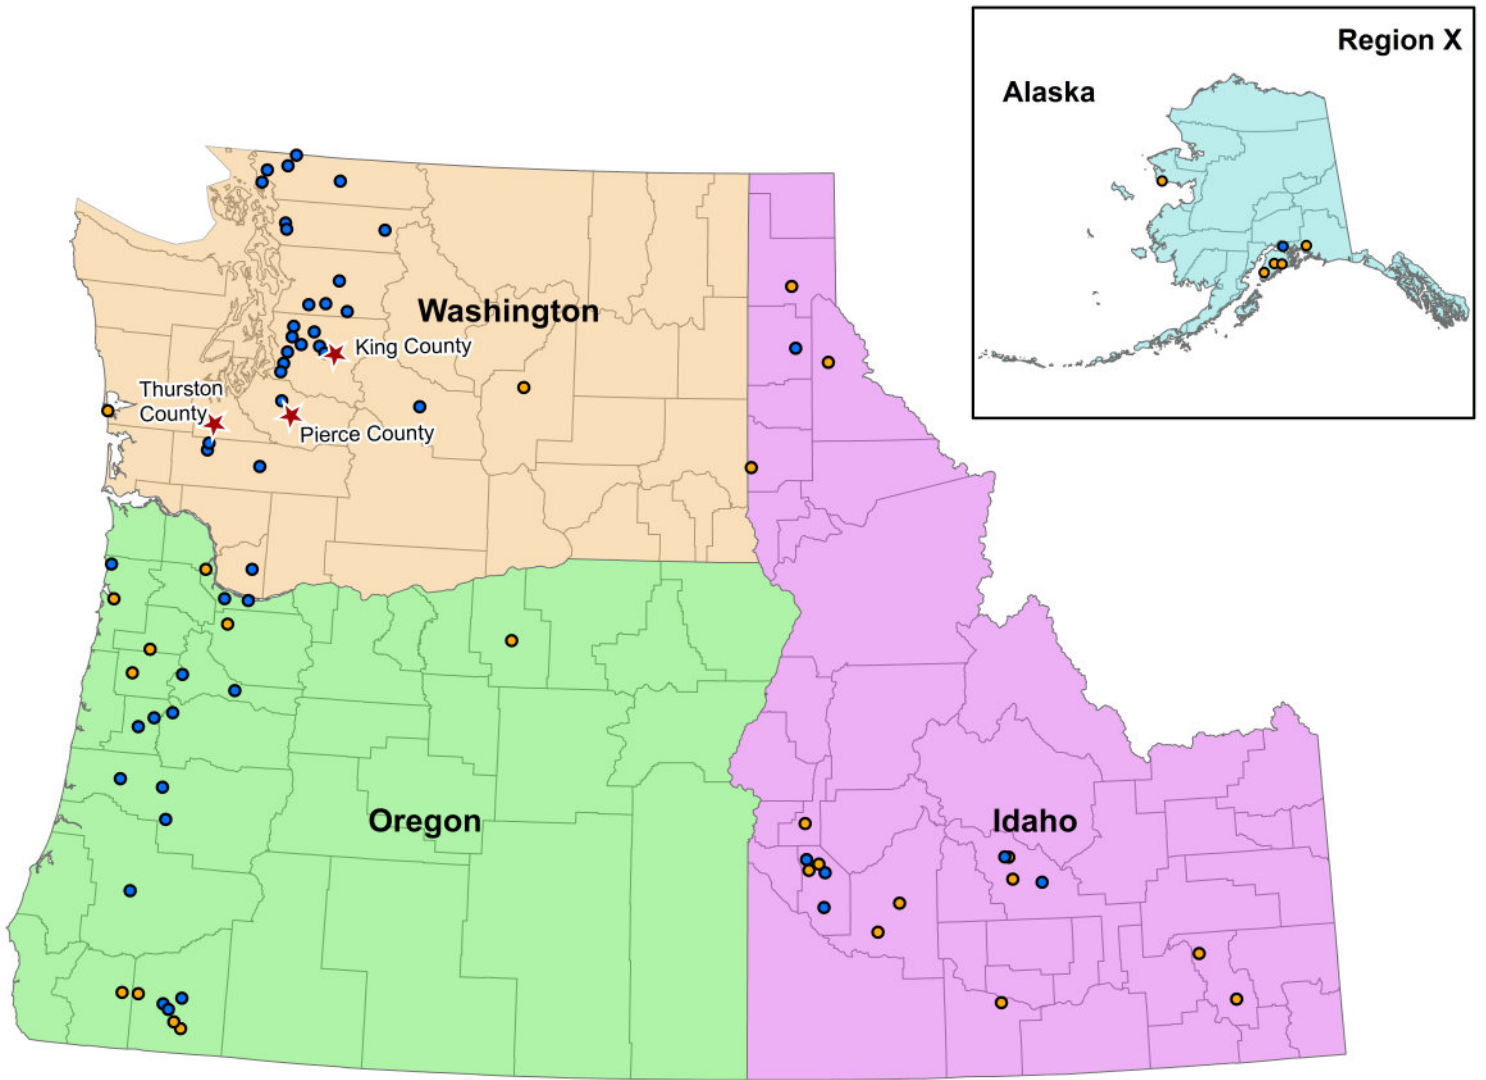 Region X
Alaska
Washington
King County
Thurston
County
Pierce County
Oregon
Idaho